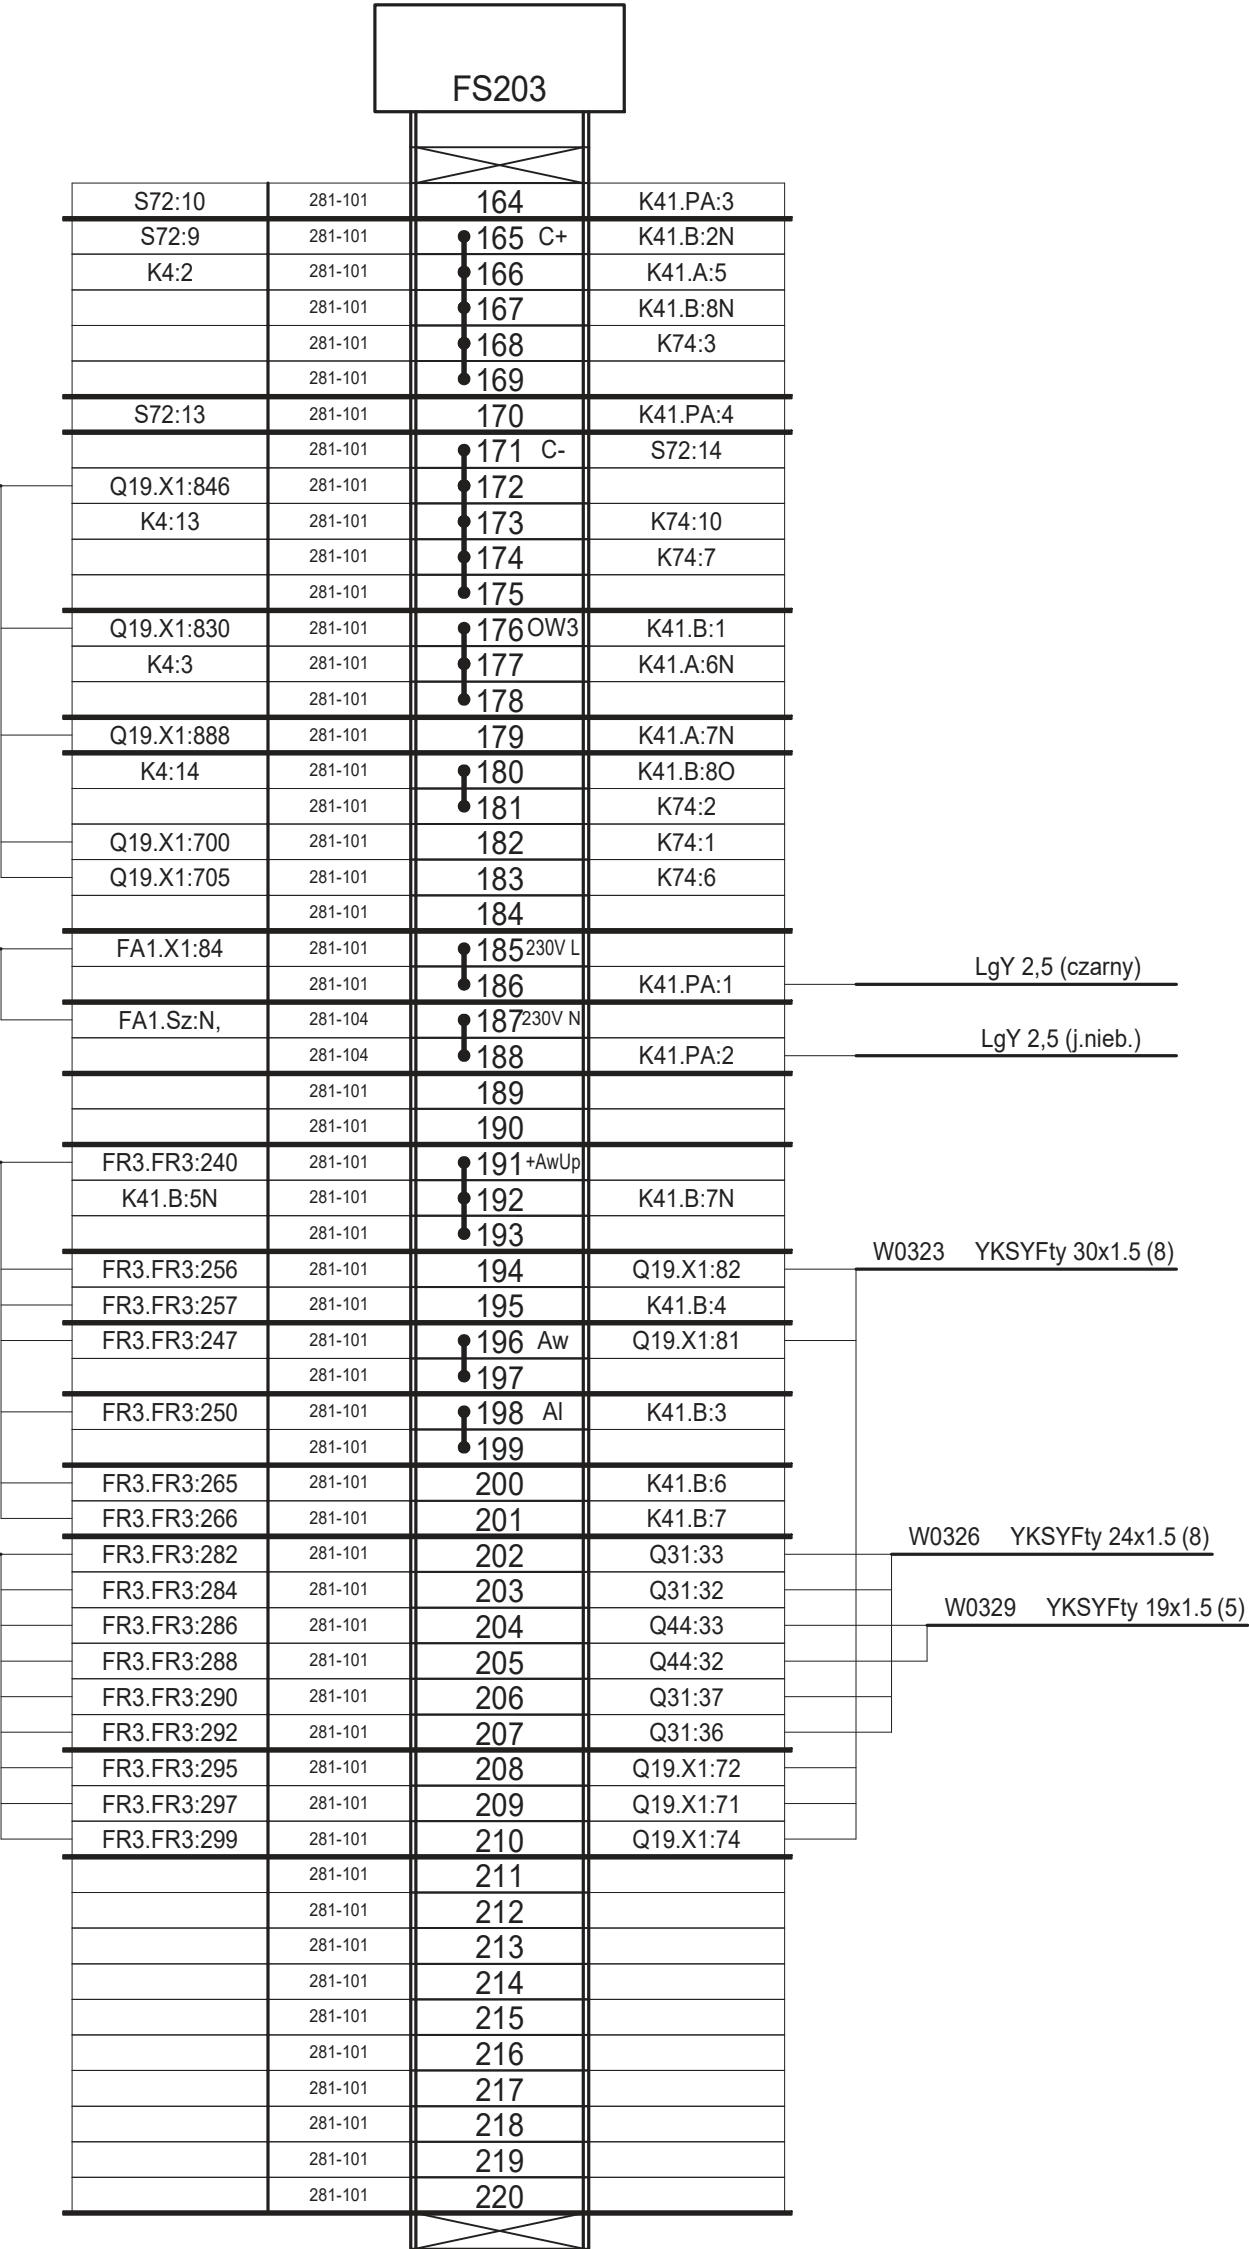 FS203
S72:10 281-101 164 K41.PA:3
S72:9 281-101 165 C+ K41.B:2N
K4:2 281-101 166 K41.A:5
281-101 167 K41.B:8N
281-101 168 K74:3
281-101 169
S72:13 281-101 170 K41.PA:4
281-101 171 C- S72:14
Q19.X1:846 281-101 172
K4:13 281-101 173 K74:10
281-101 174 K74:7
281-101 175
Q19.X1:830 281-101 176 OW3 K41.B:1
K4:3 281-101 177 K41.A:6N
281-101 178
Q19.X1:888 281-101 179 K41.A:7N
K4:14 281-101 180 K41.B:8O
281-101 181 K74:2
Q19.X1:700 281-101 182 K74:1
Q19.X1:705 281-101 183 K74:6
281-101 184
FA1.X1:84 281-101 185 230V L
281-101 186 K41.PA:1 LgY 2,5 (czarny)
FA1.Sz:N, 281-104 187 230V N
281-104 188 K41.PA:2 LgY 2,5 (j.nieb.)
281-101 189
281-101 190
FR3.FR3:240 281-101 191 +AwUp
K41.B:5N 281-101 192 K41.B:7N
281-101 193
FR3.FR3:256 281-101 194 Q19.X1:82 W0323 YKSYFty 30x1.5 (8)
FR3.FR3:257 281-101 195 K41.B:4
FR3.FR3:247 281-101 196 Aw Q19.X1:81
281-101 197
FR3.FR3:250 281-101 198 Al K41.B:3
281-101 199
FR3.FR3:265 281-101 200 K41.B:6
FR3.FR3:266 281-101 201 K41.B:7
FR3.FR3:282 281-101 202 Q31:33 W0326 YKSYFty 24x1.5 (8)
FR3.FR3:284 281-101 203 Q31:32
FR3.FR3:286 281-101 204 Q44:33 W0329 YKSYFty 19x1.5 (5)
FR3.FR3:288 281-101 205 Q44:32
FR3.FR3:290 281-101 206 Q31:37
FR3.FR3:292 281-101 207 Q31:36
FR3.FR3:295 281-101 208 Q19.X1:72
FR3.FR3:297 281-101 209 Q19.X1:71
FR3.FR3:299 281-101 210 Q19.X1:74
281-101 211
281-101 212
281-101 213
281-101 214
281-101 215
281-101 216
281-101 217
281-101 218
281-101 219
281-101 220